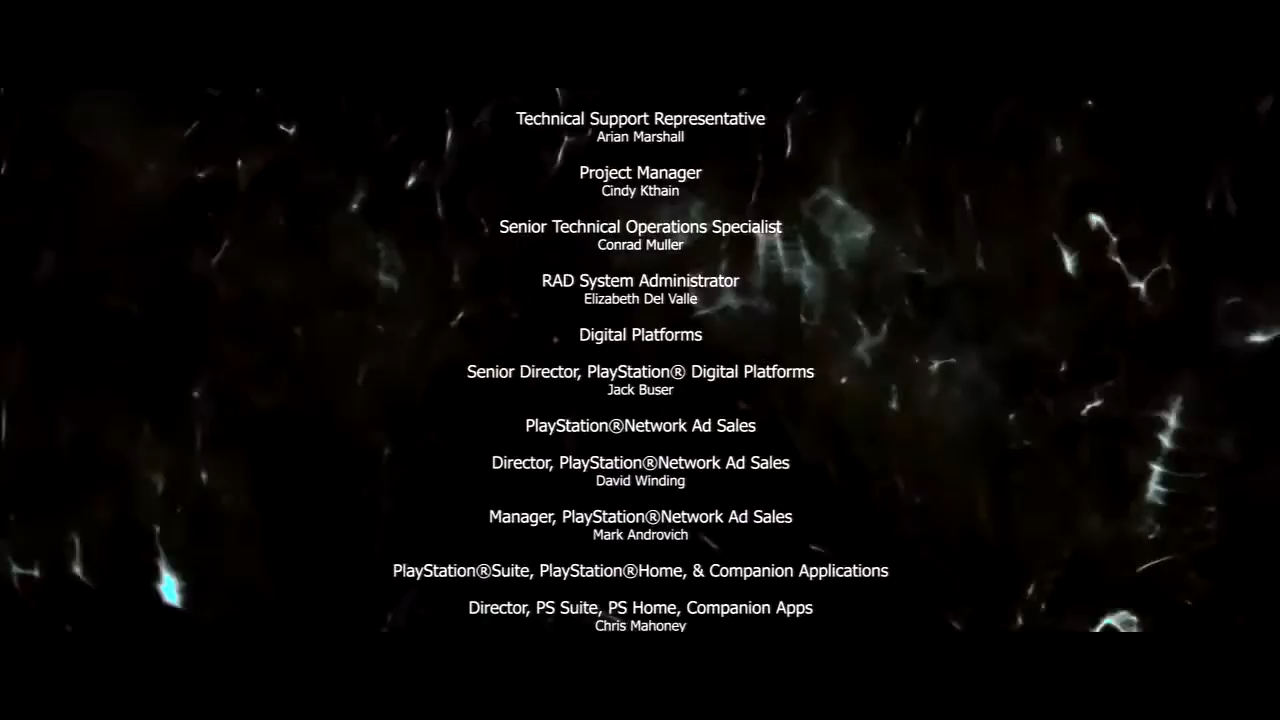 Technical Support Representative
Arian Marshall
Project Manager
Cindy Kthain
Senior Technical Operations Specialist
Conrad Muller
RAD System Administrator
Elizabeth Del Valle
Digital Platforms
Senior Director, PlayStation® Digital Platforms
Jack Buser
PlayStation®Network Ad Sales
Director, PlayStation®Network Ad Sales
David Winding
Manager, PlayStation®Network Ad Sales
Mark Androvich
PlayStation®Suite, PlayStation®Home, & Companion Applications
Director, PS Suite, PS Home, Companion Apps
Chris Mahoney